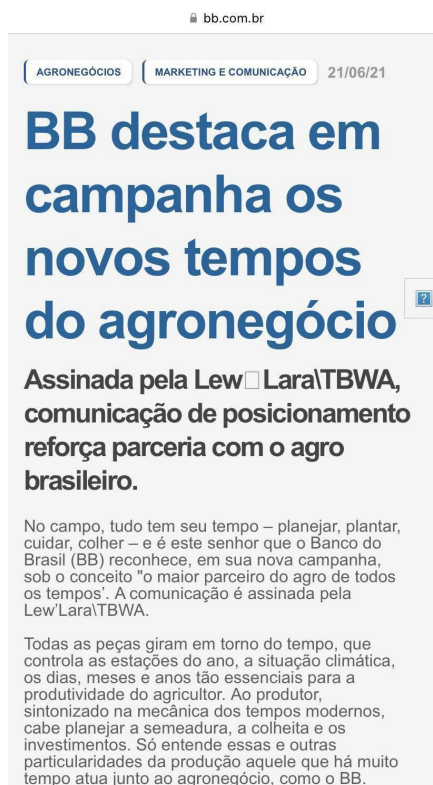 bb.com.br
AGRONEGÓCIOS MARKETING E COMUNICAÇÃO 21/06/21
BB destaca em
campanha os
novos tempos
do agronegócio
?
Assinada pela Lew□Lara\TBWA,
comunicação de posicionamento
reforça parceria com o agro
brasileiro.
No campo, tudo tem seu tempo – planejar, plantar,
cuidar, colher – e é este senhor que o Banco do
Brasil (BB) reconhece, em sua nova campanha,
sob o conceito "o maior parceiro do agro de todos
os tempos'. A comunicação é assinada pela
Lew'Lara\TBWA.
Todas as peças giram em torno do tempo, que
controla as estações do ano, a situação climática,
os dias, meses e anos tão essenciais para a
produtividade do agricultor. Ao produtor,
sintonizado na mecânica dos tempos modernos,
cabe planejar a semeadura, a colheita e os
investimentos. Só entende essas e outras
particularidades da produção aquele que há muito
tempo atua junto ao agronegócio, como o BB.